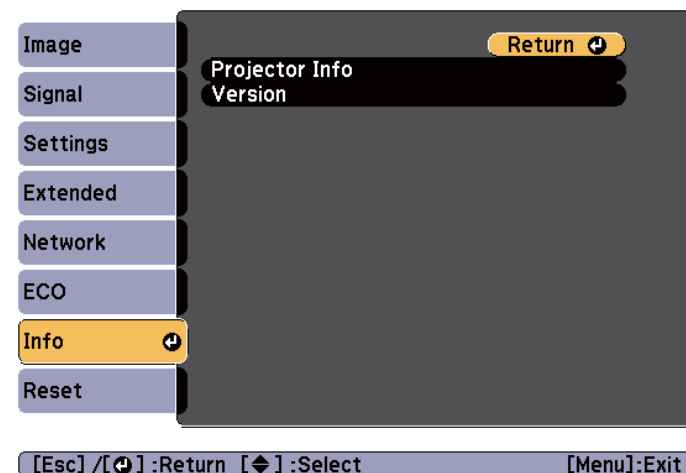 Image
Signal
Settings
Extended
Network
ECO
Info
Reset
Return
Projector Info
Version
[Esc] /[⏎] :Return [◆] :Select [Menu]:Exit